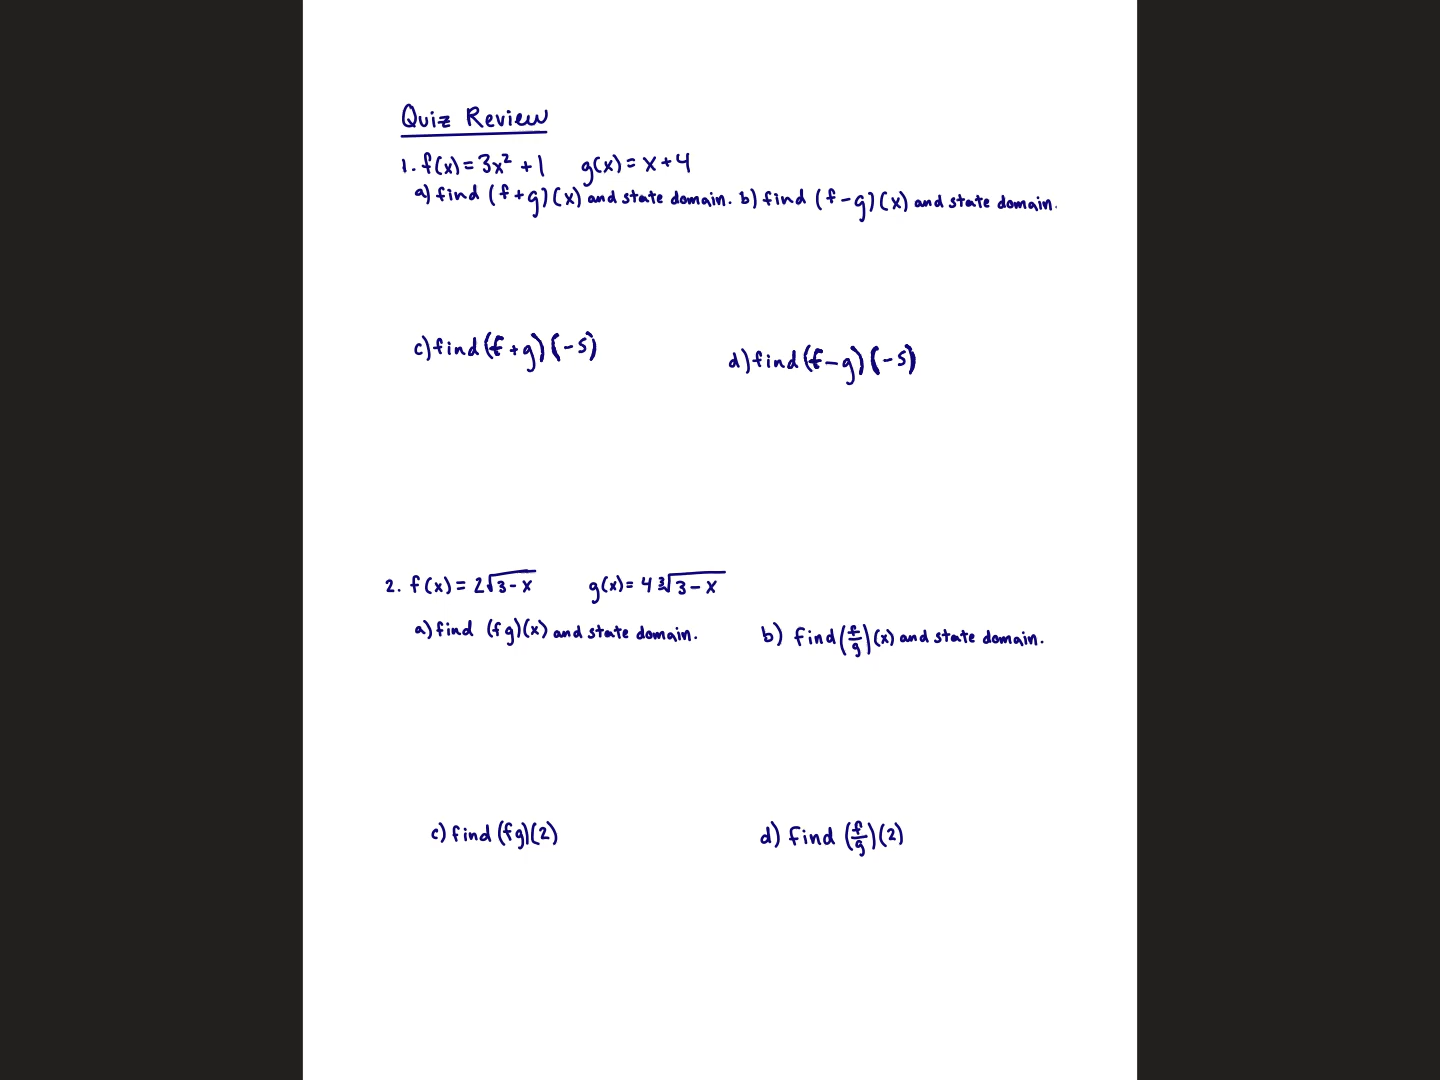 Quiz Review
1. f(x) = 3x² + 1 g(x) = x + 4
a) find (f + g)(x) and state domain. b) find (f - g)(x) and state domain.
c) find (f + g)(-5)
d) find (f - g)(-5)
2. f(x) = 2√(3 - x) g(x) = 4∛(3 - x)
a) find (fg)(x) and state domain. b) find (f/g)(x) and state domain.
c) find (fg)(2) d) find (f/g)(2)